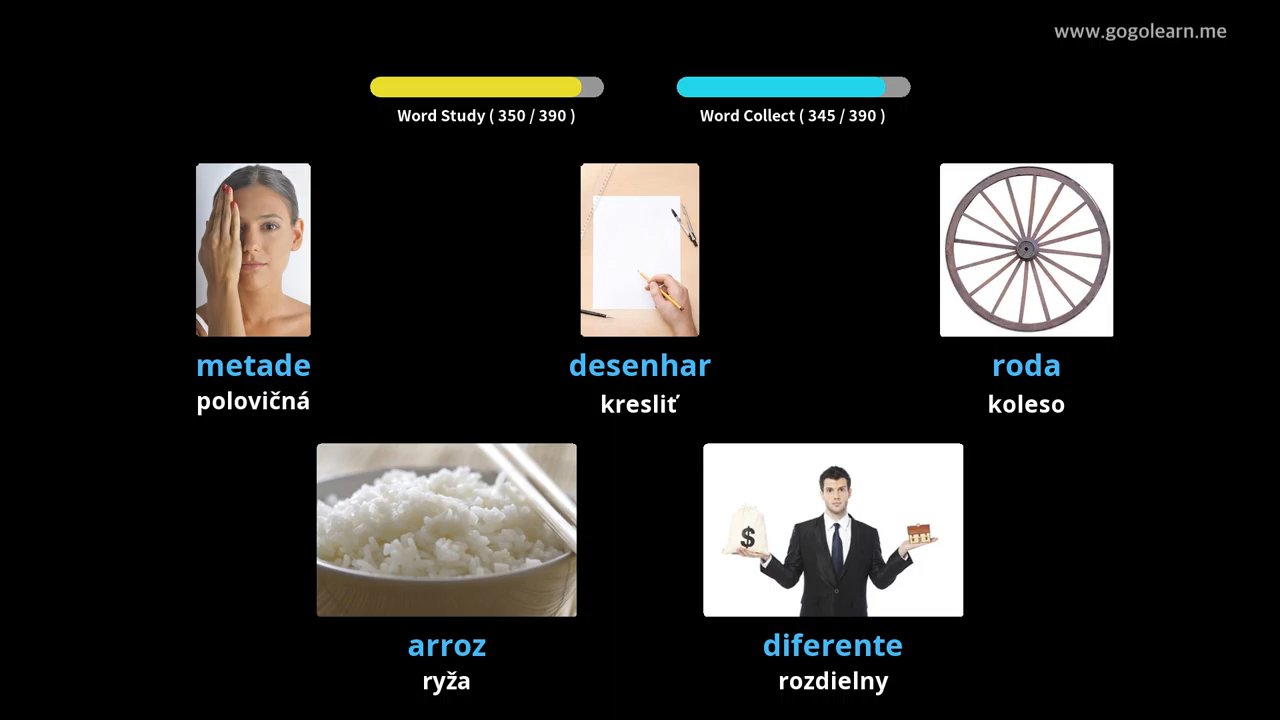 www.gogolearn.me
Word Study ( 350 / 390 )
Word Collect ( 345 / 390 )
metade
polovičná
desenhar
kresliť
roda
koleso
$
arroz
ryža
diferente
rozdielny